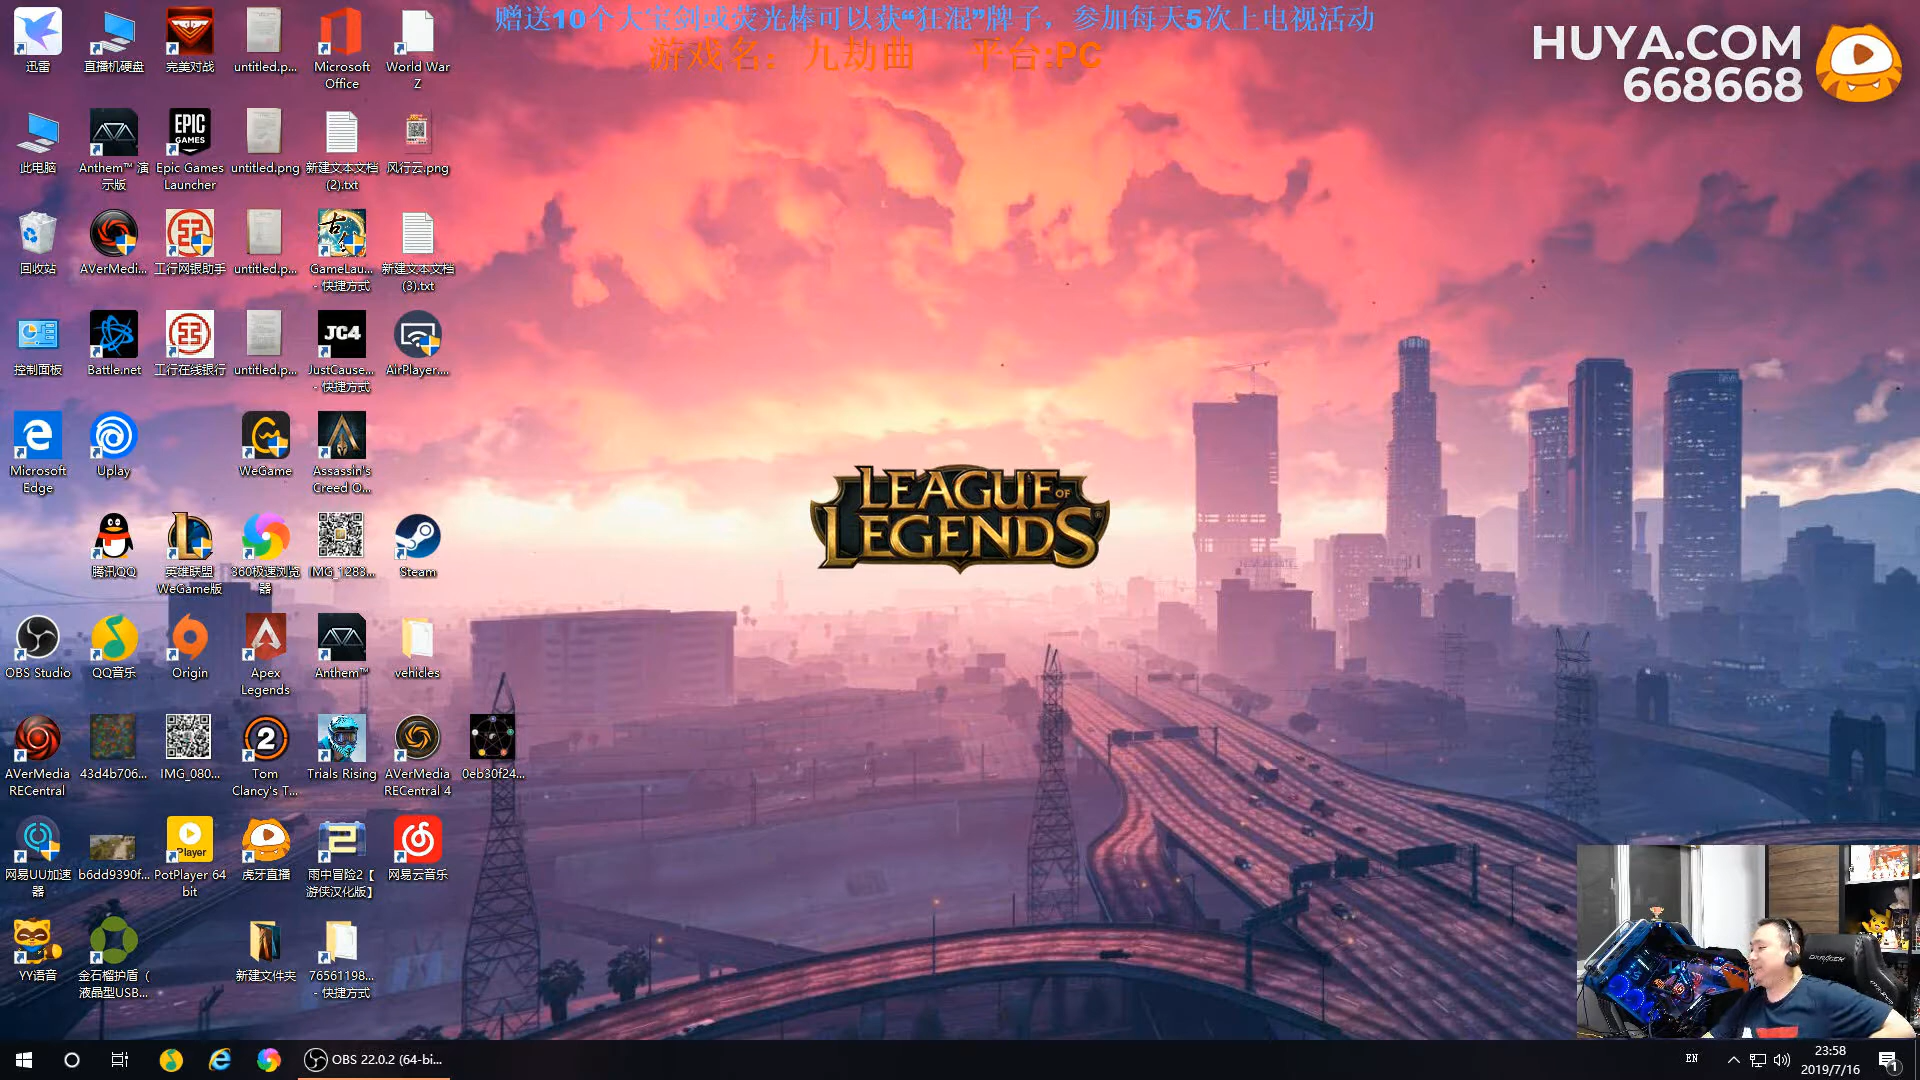 赠送10个大宝剑或荧光棒可以获“狂混”牌子，参加每天5次上电视活动
游戏名：九劫曲 平台:PC
HUYA.COM
668668
迅雷
直播机硬盘
完美对战
untitled.p...
Microsoft
Office
World War
Z
此电脑
Anthem™ 演
示版
EPIC
GAMES
Epic Games
Launcher
untitled.png
新建文本文档
(2).txt
风行云.png
回收站
AVerMedi...
工行网银助手
untitled.p...
GameLau...
- 快捷方式
新建文本文档
(3).txt
控制面板
Battle.net
工行在线银行
untitled.p...
JC4
JustCause...
- 快捷方式
AirPlayer....
Microsoft
Edge
Uplay
WeGame
Assassin's
Creed O...
LEAGUE OF
LEGENDS
腾讯QQ
英雄联盟
WeGame版
360极速浏览
器
IMG_1283...
Steam
OBS Studio
QQ音乐
Origin
Apex
Legends
Anthem™
vehicles
AVerMedia
RECentral
43d4b706...
IMG_080...
2
Tom
Clancy's T...
Trials Rising
AVerMedia
RECentral 4
0eb30f24...
网易UU加速
器
b6dd9390f...
Player
PotPlayer 64
bit
虎牙直播
2
雨中冒险2【
游侠汉化版】
网易云音乐
YY语音
金石榴护盾（
液晶型USB...
新建文件夹
76561198...
- 快捷方式
DXRACER
OBS 22.0.2 (64-bi...
EN
23:58
2019/7/16
1